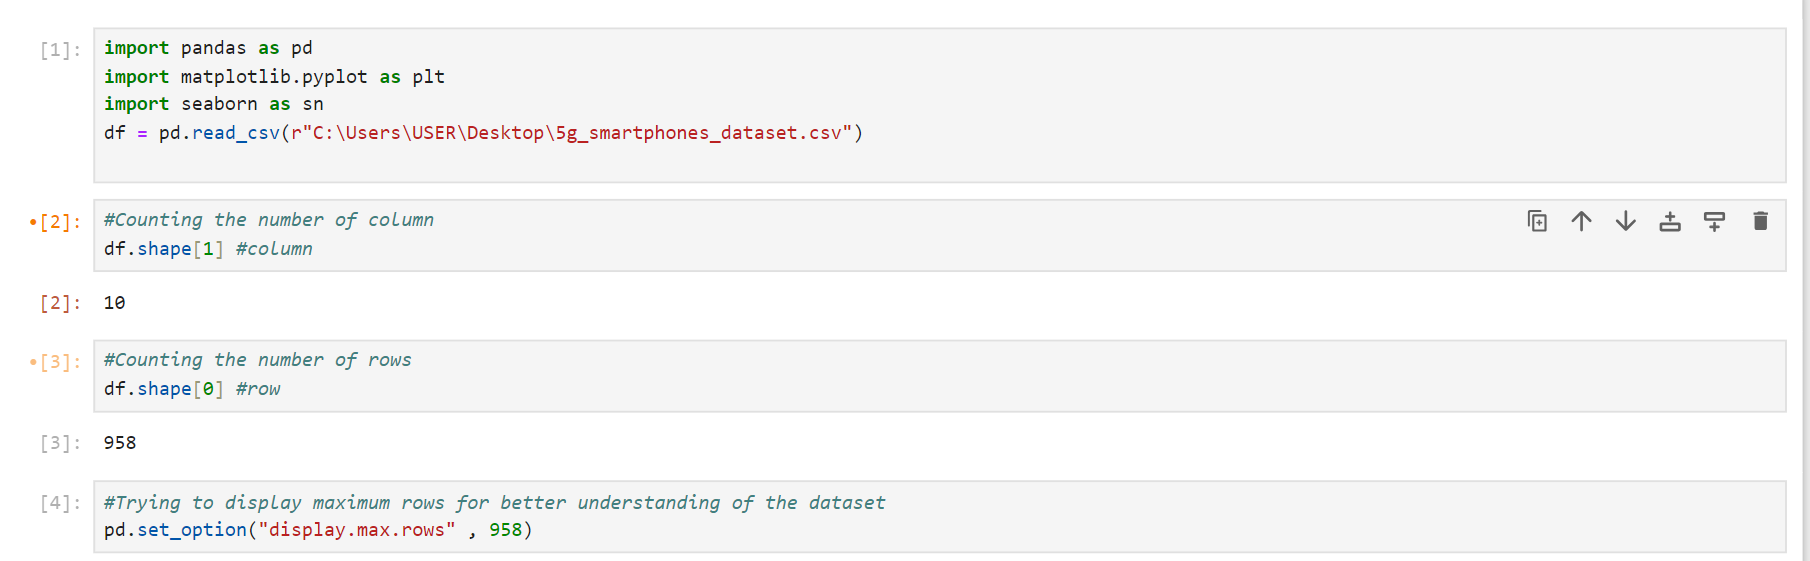 [1]: import pandas as pd
import matplotlib.pyplot as plt
import seaborn as sn
df = pd.read_csv(r"C:\Users\USER\Desktop\5g_smartphones_dataset.csv")
•[2]: #Counting the number of column
df.shape[1] #column
[2]: 10
•[3]: #Counting the number of rows
df.shape[0] #row
[3]: 958
[4]: #Trying to display maximum rows for better understanding of the dataset
pd.set_option("display.max.rows" , 958)